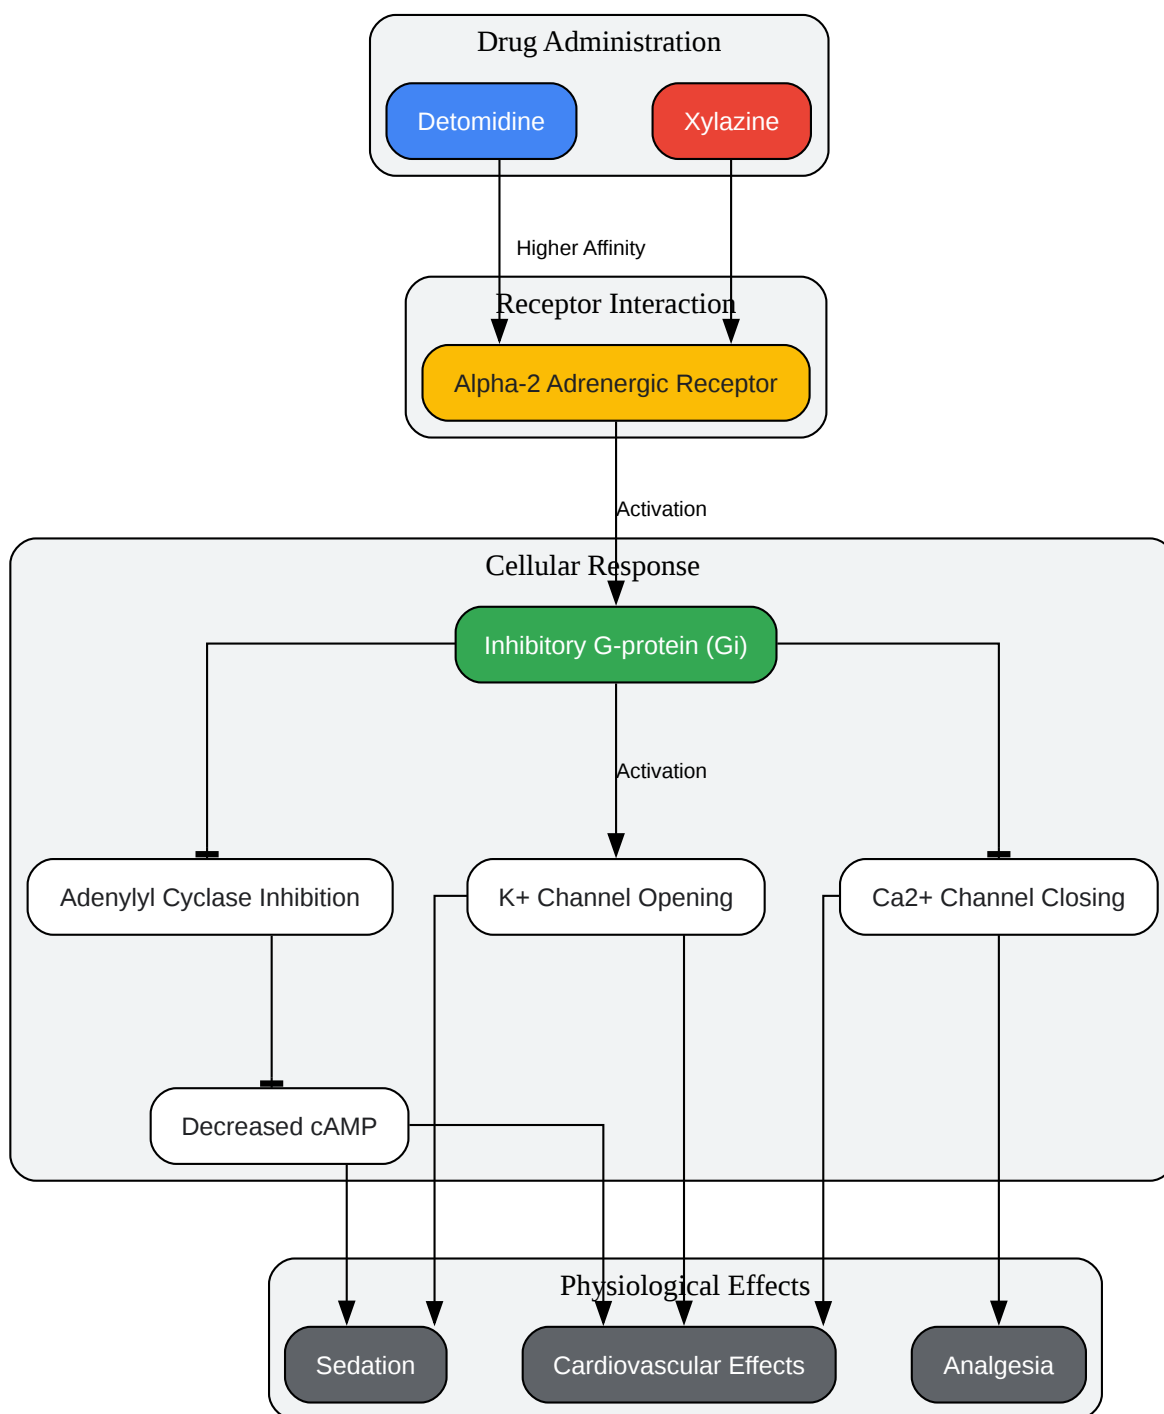 Drug Administration
Detomidine
Xylazine
Higher Affinity
Receptor Interaction
Alpha-2 Adrenergic Receptor
Activation
Cellular Response
Inhibitory G-protein (Gi)
Activation
Adenylyl Cyclase Inhibition
K+ Channel Opening
Ca2+ Channel Closing
Decreased cAMP
Physiological Effects
Sedation
Cardiovascular Effects
Analgesia